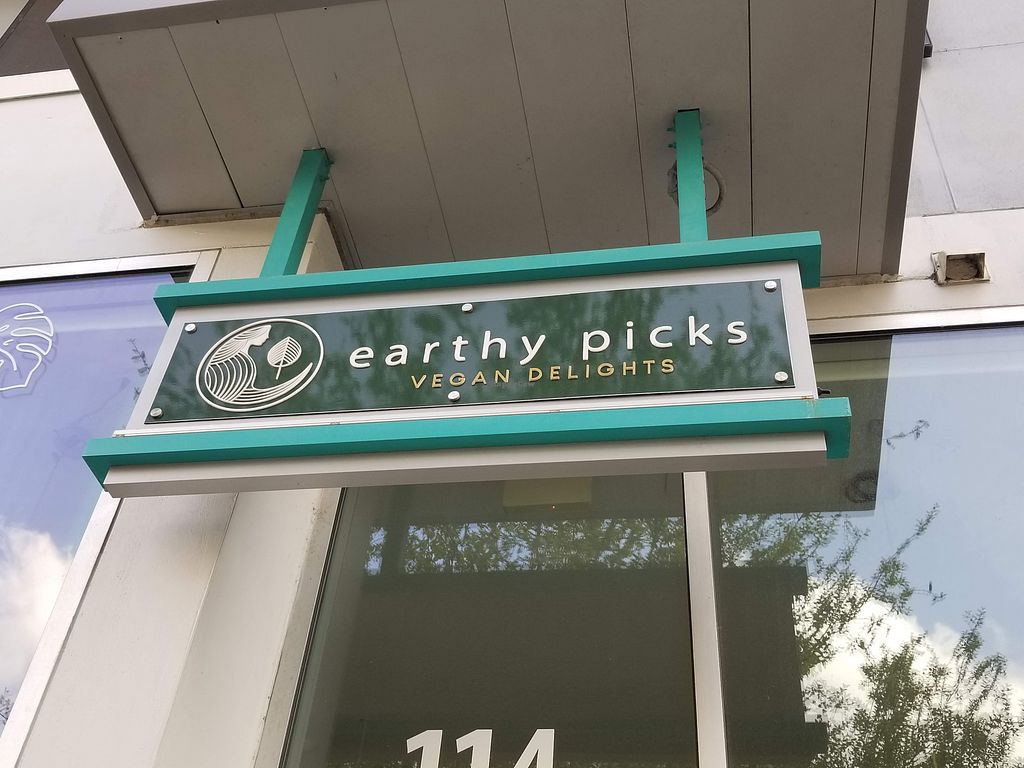 earthy picks
VEGAN DELIGHTS
114